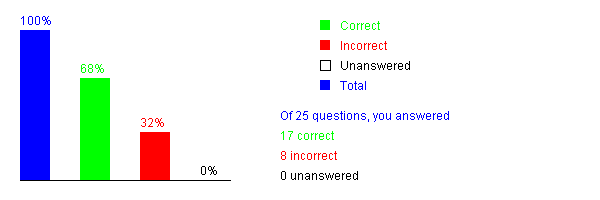 100%
68%
32%
0%
Correct
Incorrect
Unanswered
Total
Of 25 questions, you answered
17 correct
8 incorrect
0 unanswered